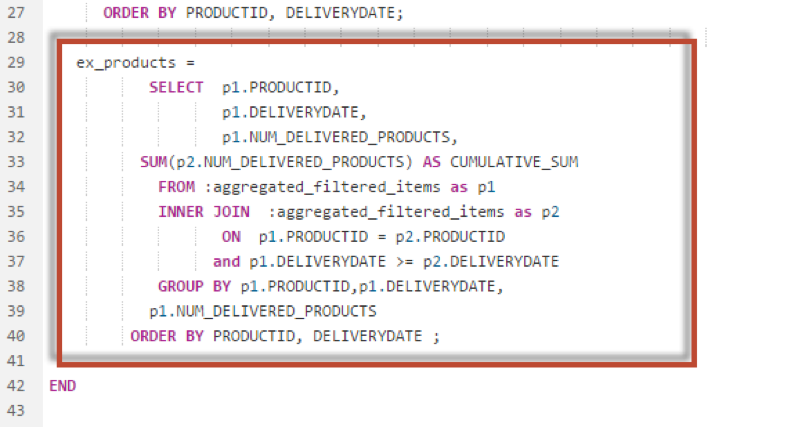 27 ORDER BY PRODUCTID, DELIVERYDATE;
28
29 ex_products =
30 SELECT p1.PRODUCTID,
31 p1.DELIVERYDATE,
32 p1.NUM_DELIVERED_PRODUCTS,
33 SUM(p2.NUM_DELIVERED_PRODUCTS) AS CUMULATIVE_SUM
34 FROM :aggregated_filtered_items as p1
35 INNER JOIN :aggregated_filtered_items as p2
36 ON p1.PRODUCTID = p2.PRODUCTID
37 and p1.DELIVERYDATE >= p2.DELIVERYDATE
38 GROUP BY p1.PRODUCTID,p1.DELIVERYDATE,
39 p1.NUM_DELIVERED_PRODUCTS
40 ORDER BY PRODUCTID, DELIVERYDATE ;
41
42 END
43